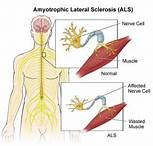 Amyotrophic Lateral Sclerosis (ALS)
Nerve Cell
Muscle
Normal
Affected
Nerve Cell
Wasted
Muscle
ALS